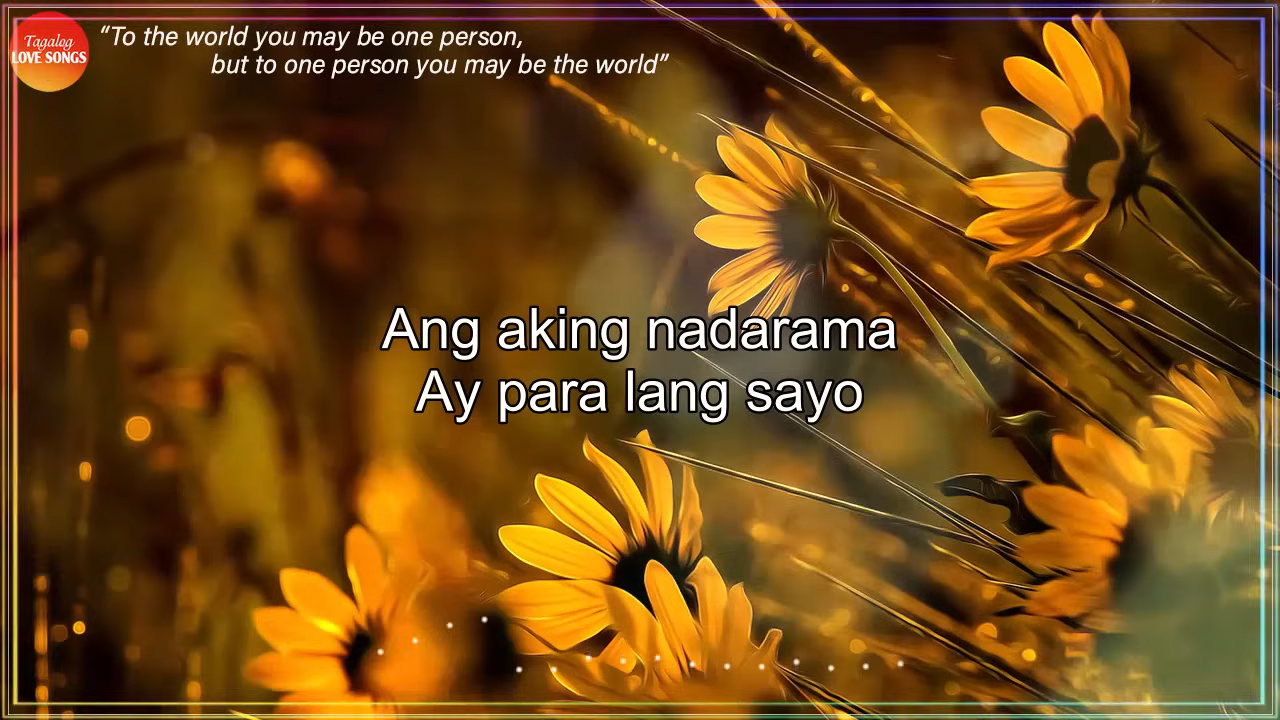 Tagalog
LOVE SONGS
“To the world you may be one person,
but to one person you may be the world”
Ang aking nadarama
Ay para lang sayo